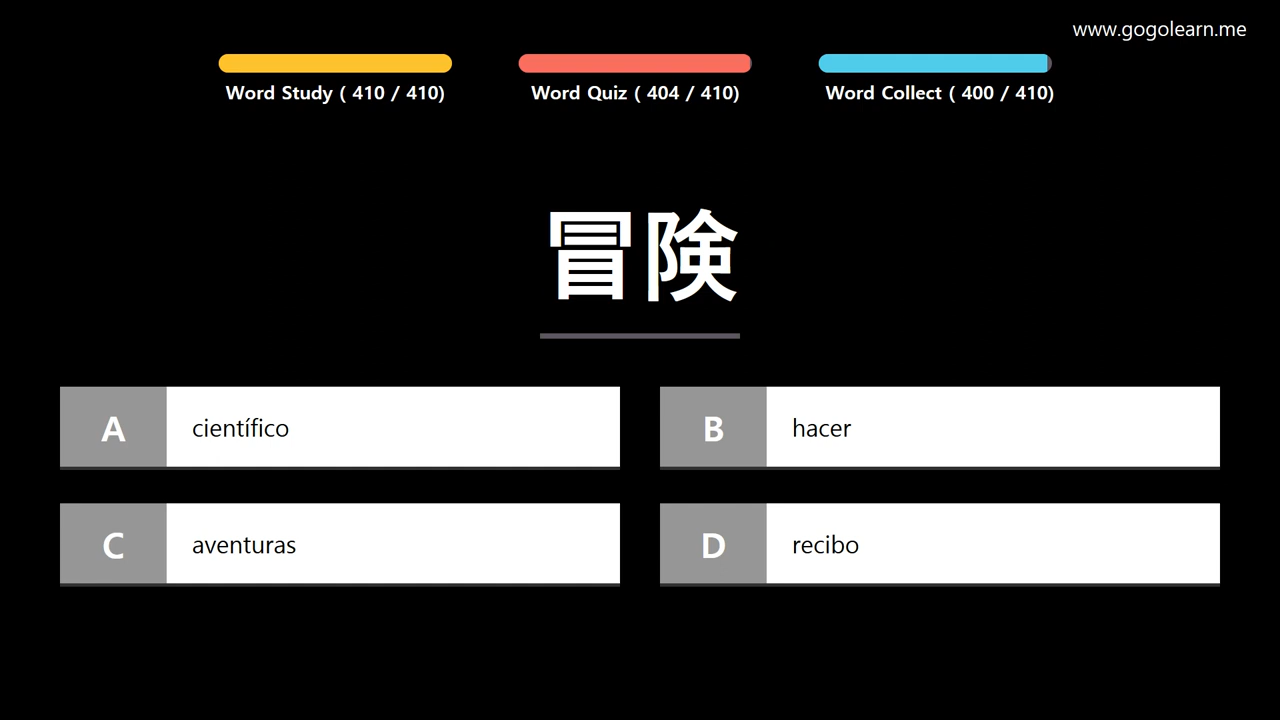 www.gogolearn.me
Word Study ( 410 / 410)
Word Quiz ( 404 / 410)
Word Collect ( 400 / 410)
冒険
A científico
B hacer
C aventuras
D recibo